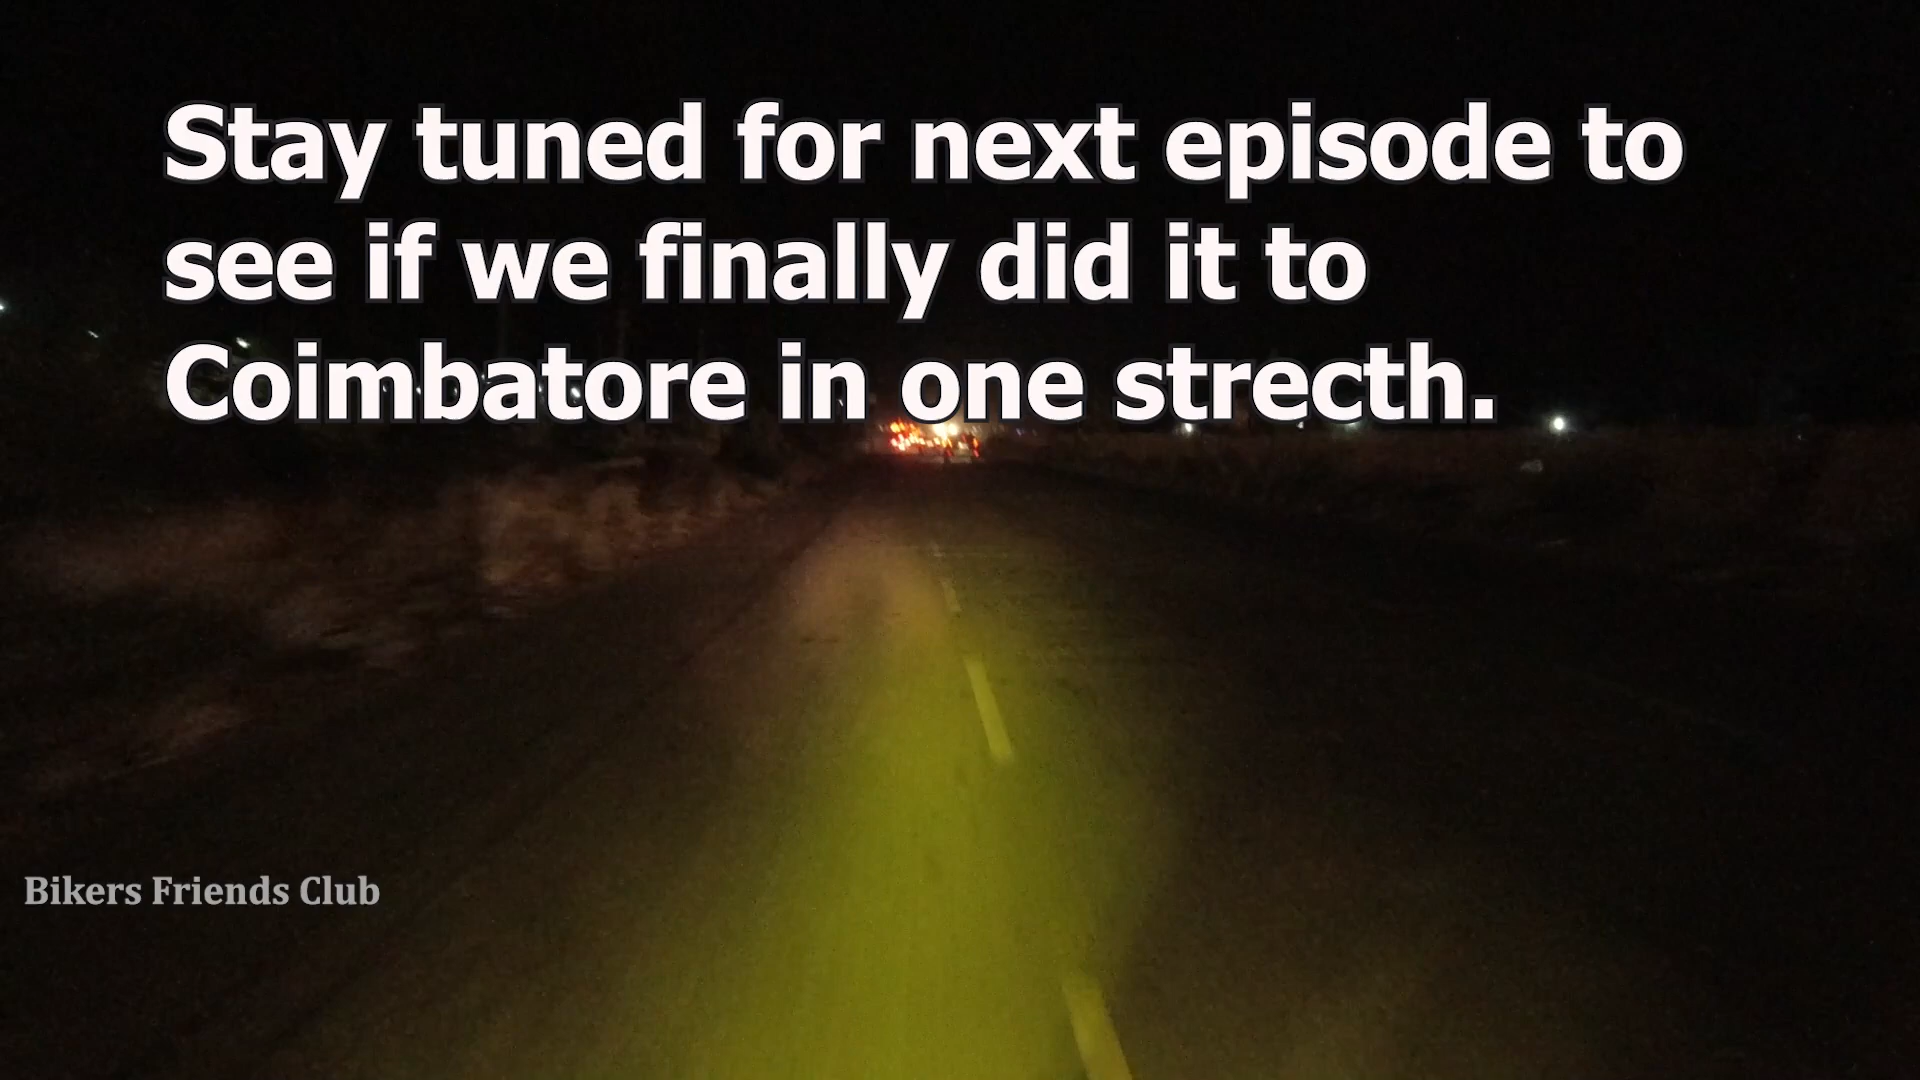 Stay tuned for next episode to
see if we finally did it to
Coimbatore in one strecth.
Bikers Friends Club